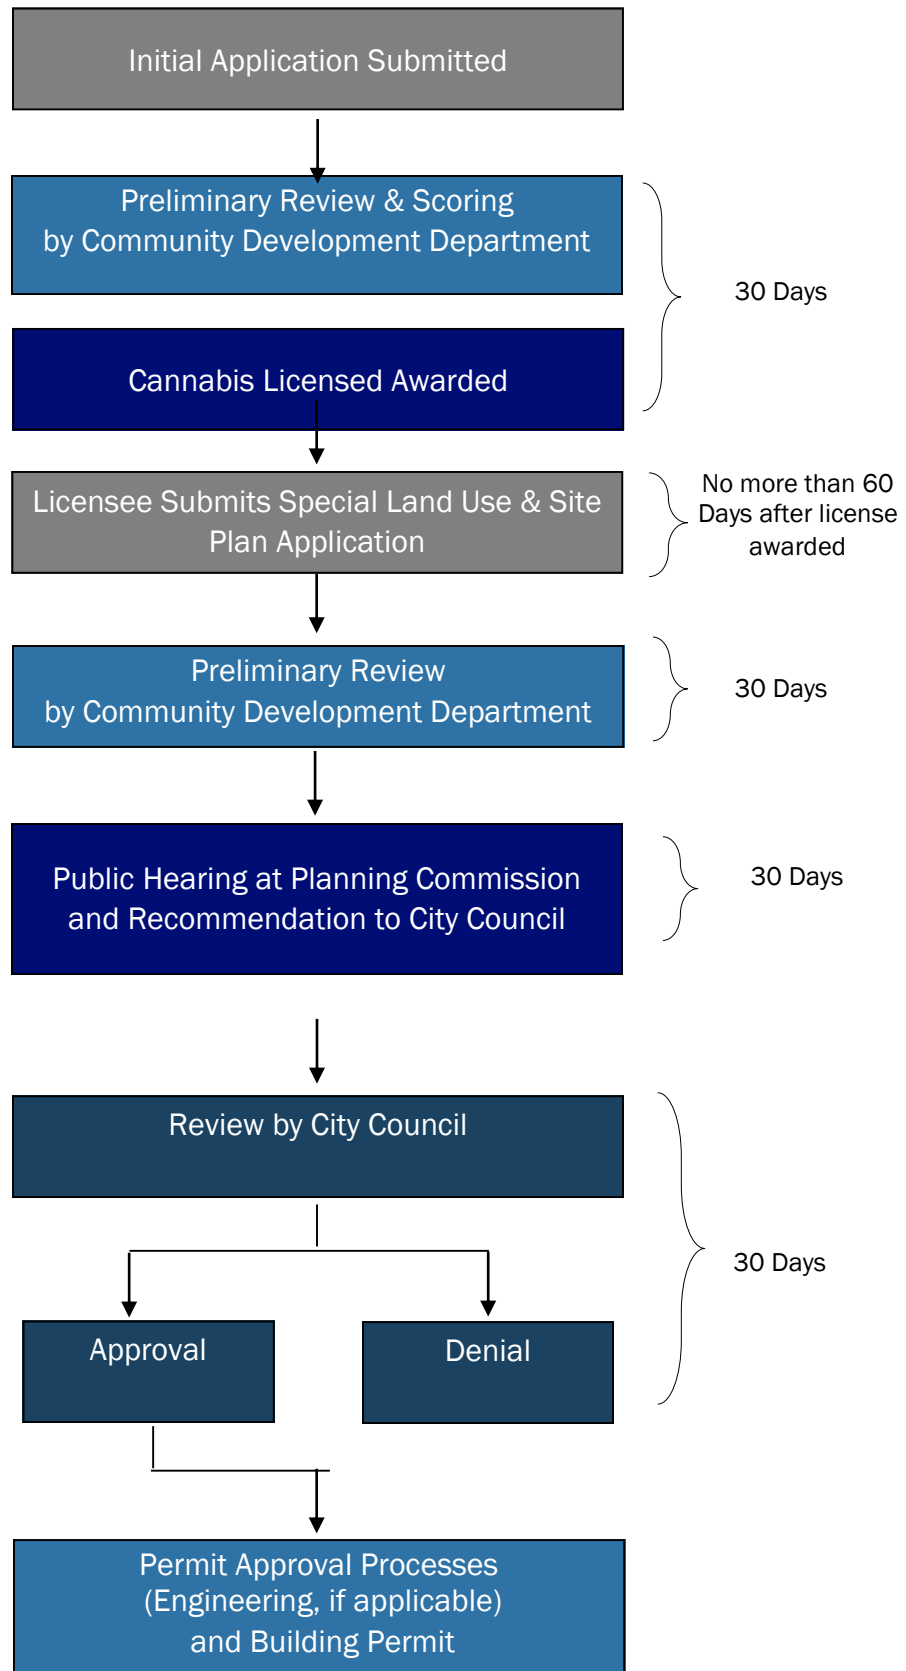 Initial Application Submitted
Preliminary Review & Scoring
by Community Development Department
30 Days
Cannabis Licensed Awarded
Licensee Submits Special Land Use & Site
Plan Application
No more than 60
Days after license
awarded
Preliminary Review
by Community Development Department
30 Days
Public Hearing at Planning Commission
and Recommendation to City Council
30 Days
Review by City Council
30 Days
Approval
Denial
Permit Approval Processes
(Engineering, if applicable)
and Building Permit